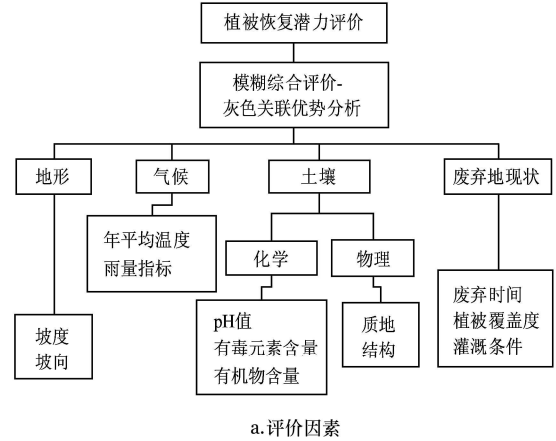 植被恢复潜力评价
模糊综合评价-
灰色关联优势分析
地形
气候
土壤
废弃地现状
年平均温度
雨量指标
化学
物理
坡度
坡向
pH值
有毒元素含量
有机物含量
质地
结构
废弃时间
植被覆盖度
灌溉条件
a.评价因素